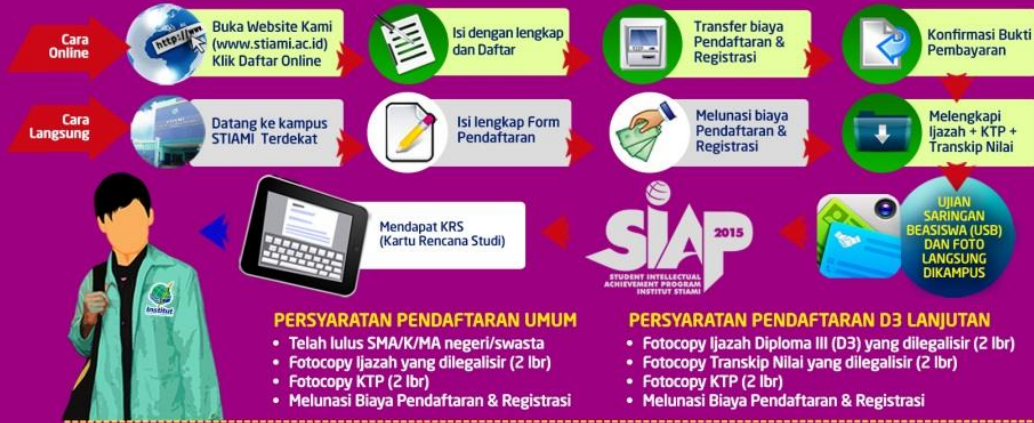 Cara
Online
http://www
Buka Website Kami
(www.stiami.ac.id)
Klik Daftar Online
Isi dengan lengkap
dan Daftar
Transfer biaya
Pendaftaran &
Registrasi
Konfirmasi Bukti
Pembayaran
Cara
Langsung
Datang ke kampus
STIAMI Terdekat
Isi lengkap Form
Pendaftaran
Melunasi biaya
Pendaftaran &
Registrasi
Melengkapi
Ijazah + KTP +
Transkip Nilai
UJIAN
SARINGAN
BEASISWA (USB)
DAN FOTO
LANGSUNG
DIKAMPUS
SIAP 2015
STUDENT INTELLECTUAL
ACHIEVEMENT PROGRAM
INSTITUT STIAMI
Mendapat KRS
(Kartu Rencana Studi)
Institut
PERSYARATAN PENDAFTARAN UMUM
• Telah lulus SMA/K/MA negeri/swasta
• Fotocopy Ijazah yang dilegalisir (2 lbr)
• Fotocopy KTP (2 lbr)
• Melunasi Biaya Pendaftaran & Registrasi
PERSYARATAN PENDAFTARAN D3 LANJUTAN
• Fotocopy Ijazah Diploma III (D3) yang dilegalisir (2 lbr)
• Fotocopy Transkip Nilai yang dilegalisir (2 lbr)
• Fotocopy KTP (2 lbr)
• Melunasi Biaya Pendaftaran & Registrasi